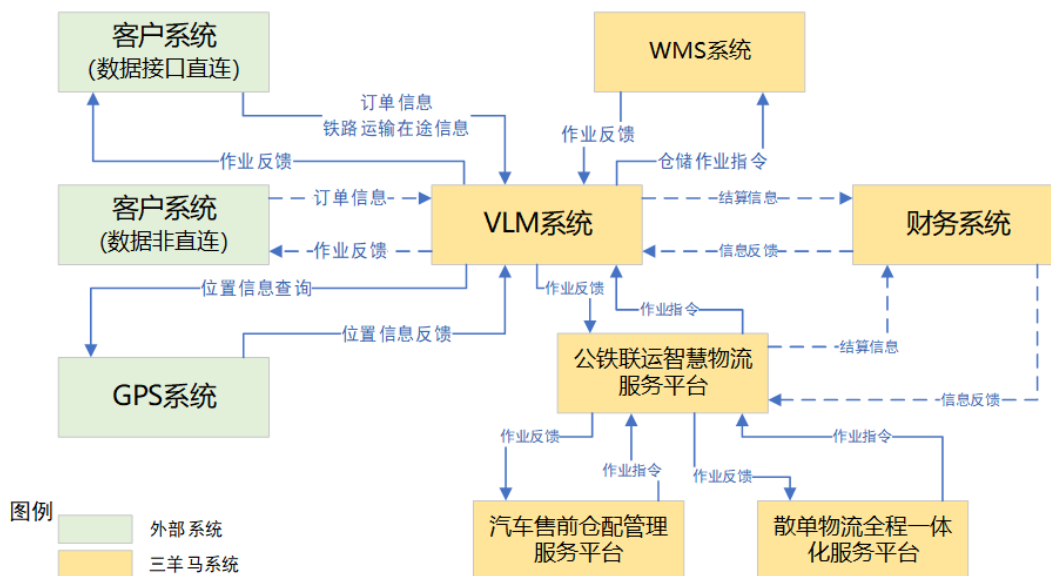 客户系统
(数据接口直连)
WMS系统
订单信息
铁路运输在途信息
作业反馈
作业反馈
仓储作业指令
客户系统
(数据非直连)
订单信息
作业反馈
VLM系统
结算信息
信息反馈
财务系统
位置信息查询
作业反馈
作业指令
位置信息反馈
GPS系统
公铁联运智慧物流
服务平台
结算信息
信息反馈
作业反馈
作业指令
作业反馈
作业指令
汽车售前仓配管理
服务平台
散单物流全程一体
化服务平台
图例
外部系统
三羊马系统